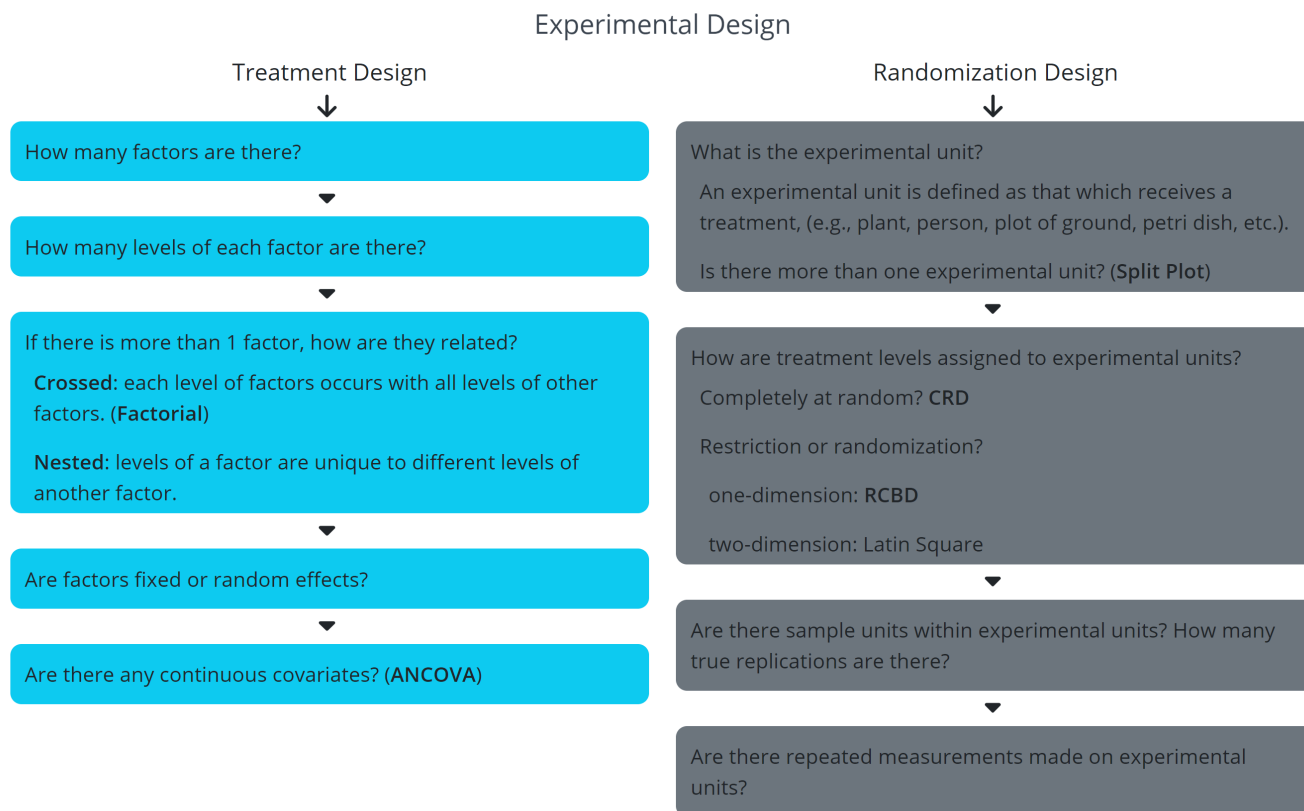 Experimental Design
Treatment Design
How many factors are there?
How many levels of each factor are there?
If there is more than 1 factor, how are they related?
Crossed: each level of factors occurs with all levels of other
factors. (Factorial)
Nested: levels of a factor are unique to different levels of
another factor.
Are factors fixed or random effects?
Are there any continuous covariates? (ANCOVA)
Randomization Design
What is the experimental unit?
An experimental unit is defined as that which receives a
treatment, (e.g., plant, person, plot of ground, petri dish, etc.).
Is there more than one experimental unit? (Split Plot)
How are treatment levels assigned to experimental units?
Completely at random? CRD
Restriction or randomization?
one-dimension: RCBD
two-dimension: Latin Square
Are there sample units within experimental units? How many
true replications are there?
Are there repeated measurements made on experimental
units?